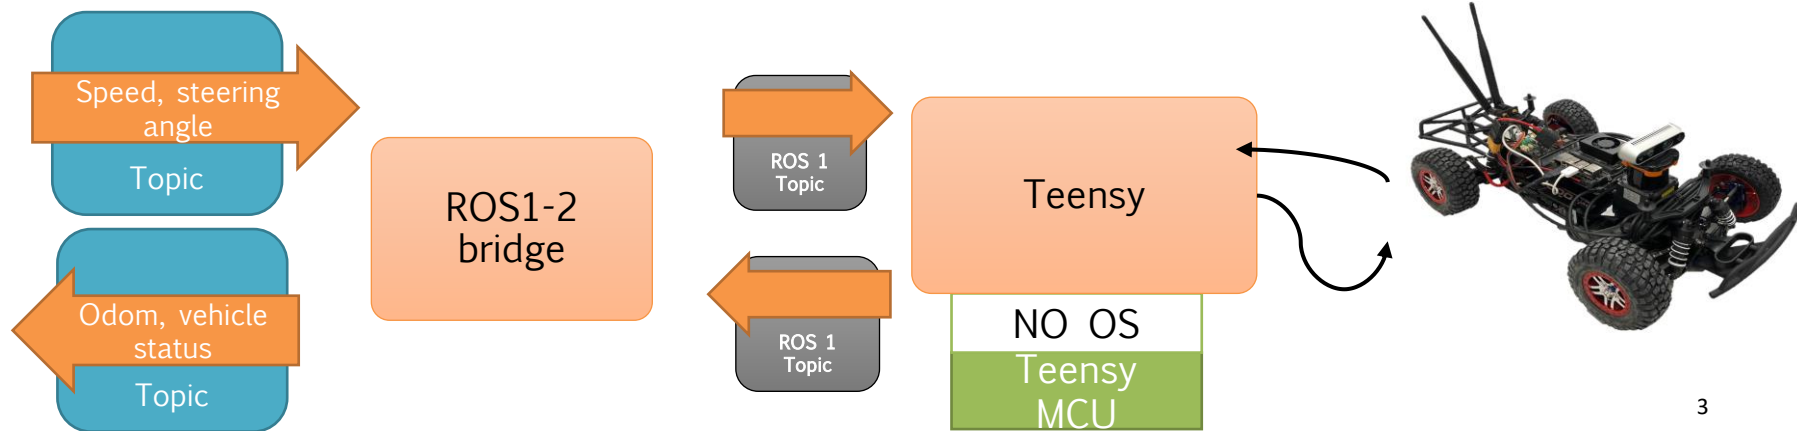 Speed, steering
angle
Topic
Odom, vehicle
status
Topic
ROS1-2
bridge
ROS 1
Topic
ROS 1
Topic
Teensy
NO OS
Teensy
MCU
3